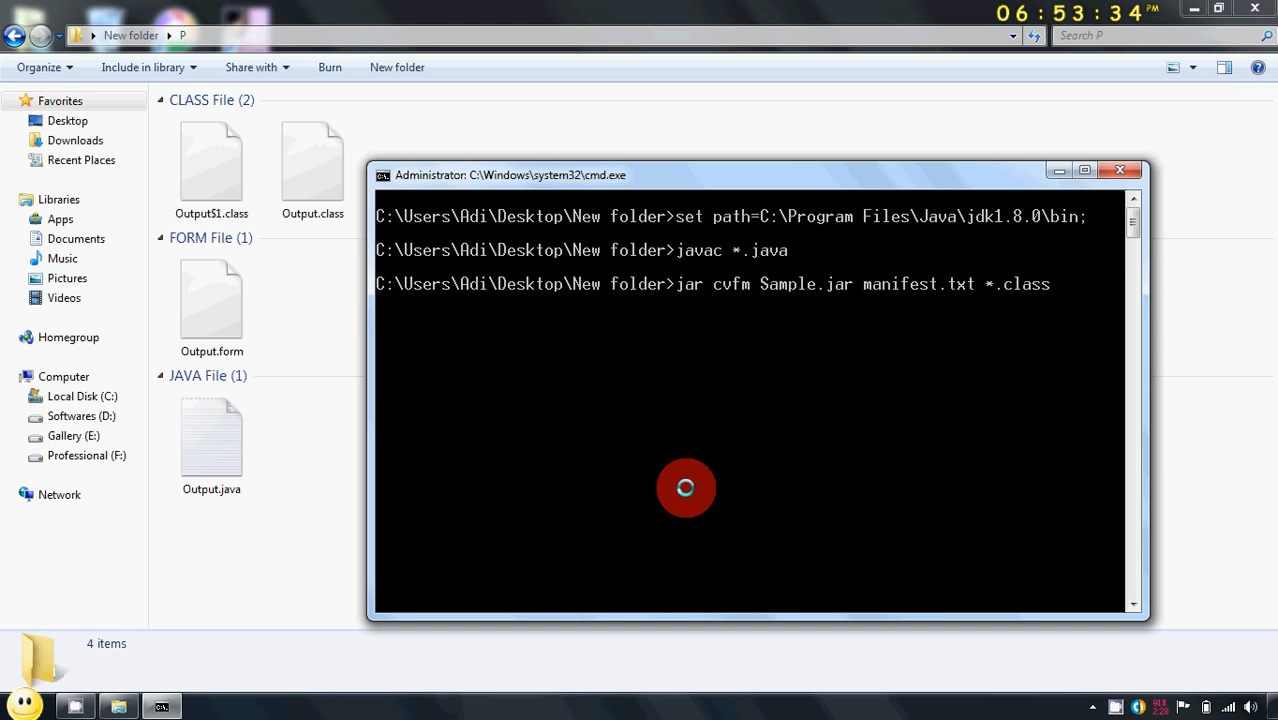 06:53:34 PM
New folder P
Search P
Organize Include in library Share with Burn New folder
Favorites
Desktop
Downloads
Recent Places
Libraries
Apps
Documents
Music
Pictures
Videos
Homegroup
Computer
Local Disk (C:)
Softwares (D:)
Gallery (E:)
Professional (F:)
Network
CLASS File (2)
Output$1.class
Output.class
FORM File (1)
Output.form
JAVA File (1)
Output.java
Administrator: C:\Windows\system32\cmd.exe
C:\Users\Adi\Desktop\New folder>set path=C:\Program Files\Java\jdk1.8.0\bin;
C:\Users\Adi\Desktop\New folder>javac *.java
C:\Users\Adi\Desktop\New folder>jar cvfm Sample.jar manifest.txt *.class
4 items
91%
2:28